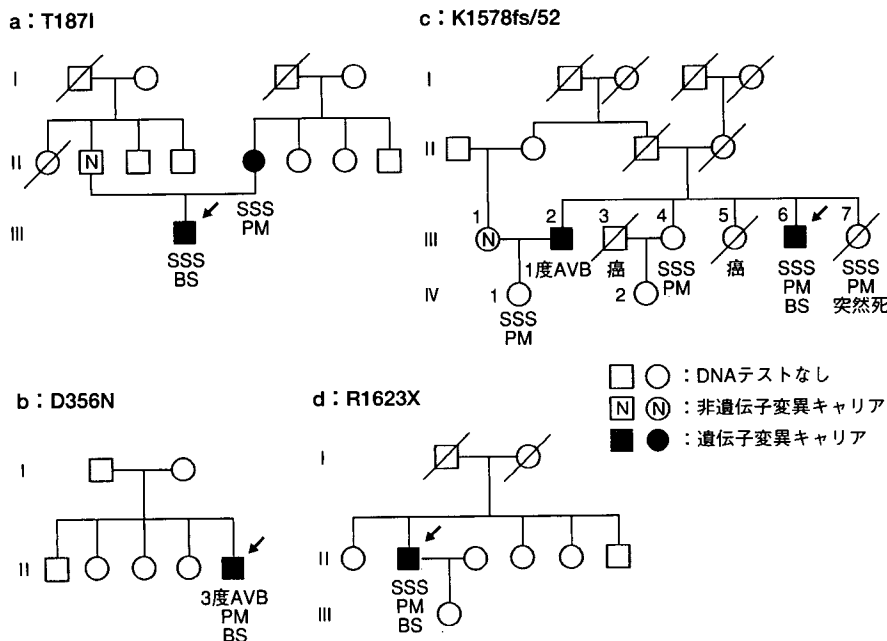 a：T187I
I
II
N
SSS
PM
III
SSS
BS
c：K1578fs/52
I
II
1 2 3 4 5 6 7
III
N
1度AVB 癌 SSS 癌 SSS SSS
PM PM PM
BS 突然死
IV
1 2
SSS
PM
b：D356N
I
II
3度AVB
PM
BS
d：R1623X
I
II
SSS
PM
BS
III
：DNAテストなし
N N ：非遺伝子変異キャリア
：遺伝子変異キャリア